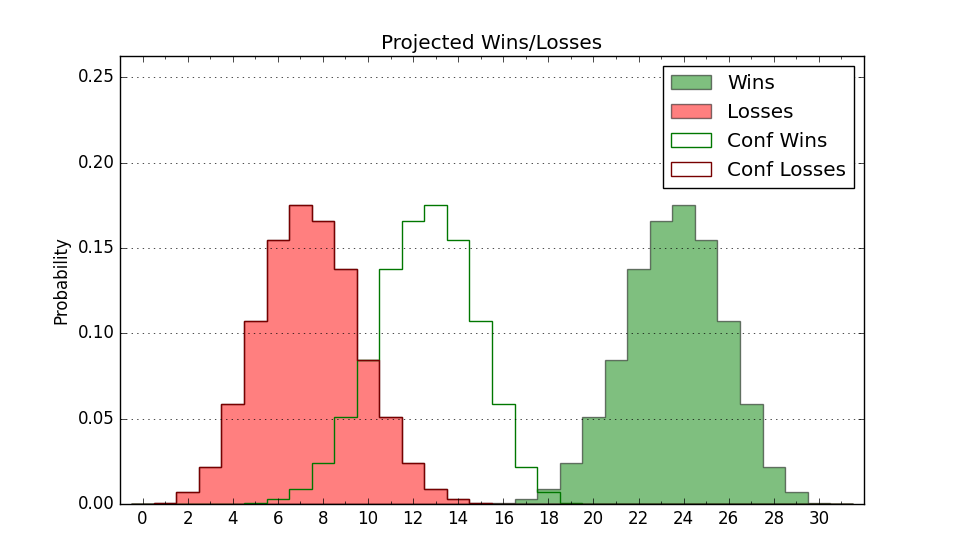 Projected Wins/Losses
Wins
Losses
Conf Wins
Conf Losses
Probability
0.25
0.20
0.15
0.10
0.05
0.00
0 2 4 6 8 10 12 14 16 18 20 22 24 26 28 30